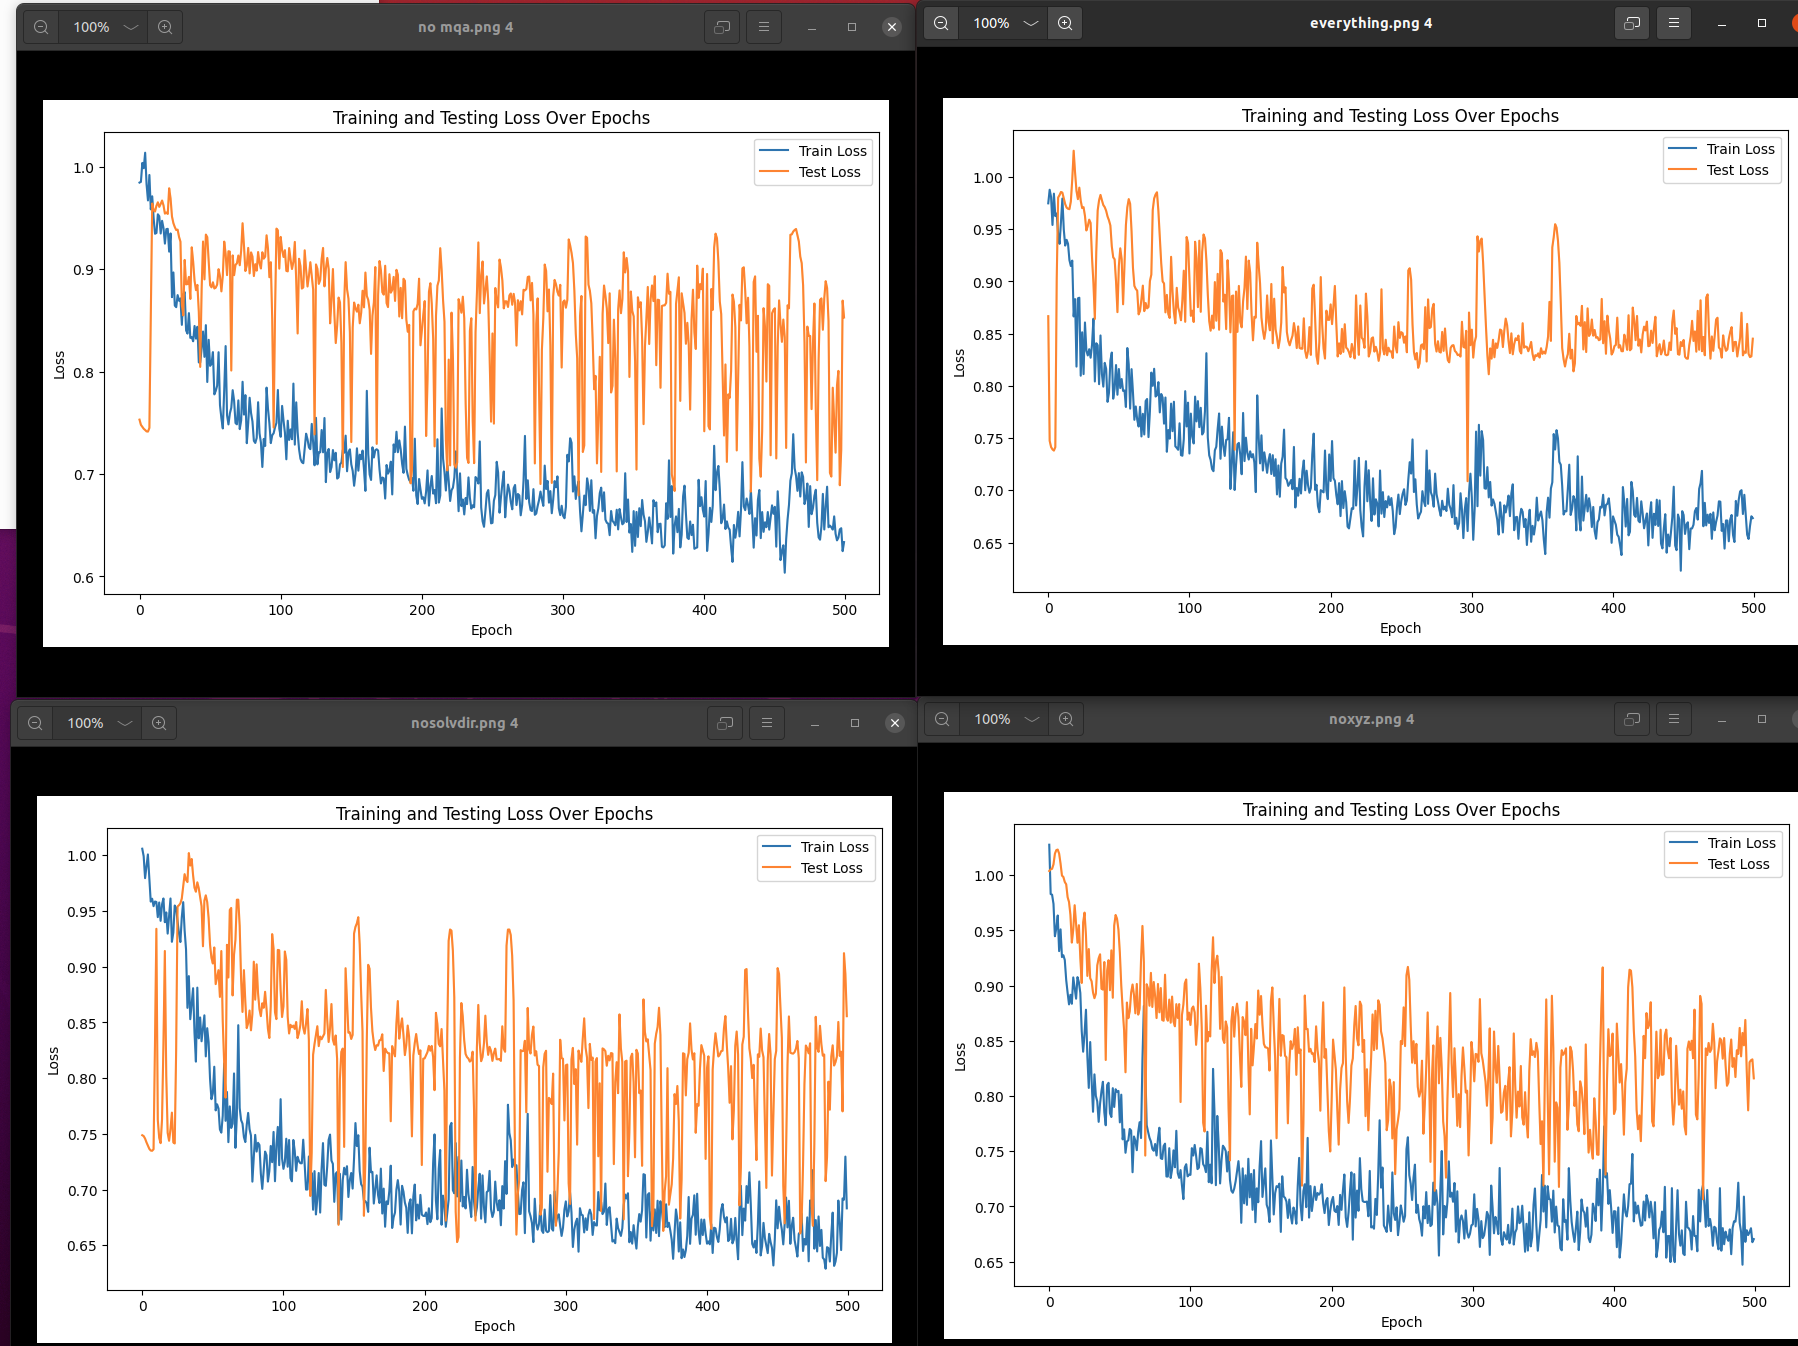 100%
no mqa.png 4
Training and Testing Loss Over Epochs
Train Loss
Test Loss
1.0
0.9
0.8
0.7
0.6
Loss
0 100 200 300 400 500
Epoch
100%
everything.png 4
Training and Testing Loss Over Epochs
Train Loss
Test Loss
1.00
0.95
0.90
0.85
0.80
0.75
0.70
0.65
Loss
0 100 200 300 400 500
Epoch
100%
nosolvdir.png 4
Training and Testing Loss Over Epochs
Train Loss
Test Loss
1.00
0.95
0.90
0.85
0.80
0.75
0.70
0.65
Loss
0 100 200 300 400 500
Epoch
100%
noxyz.png 4
Training and Testing Loss Over Epochs
Train Loss
Test Loss
1.00
0.95
0.90
0.85
0.80
0.75
0.70
0.65
Loss
0 100 200 300 400 500
Epoch